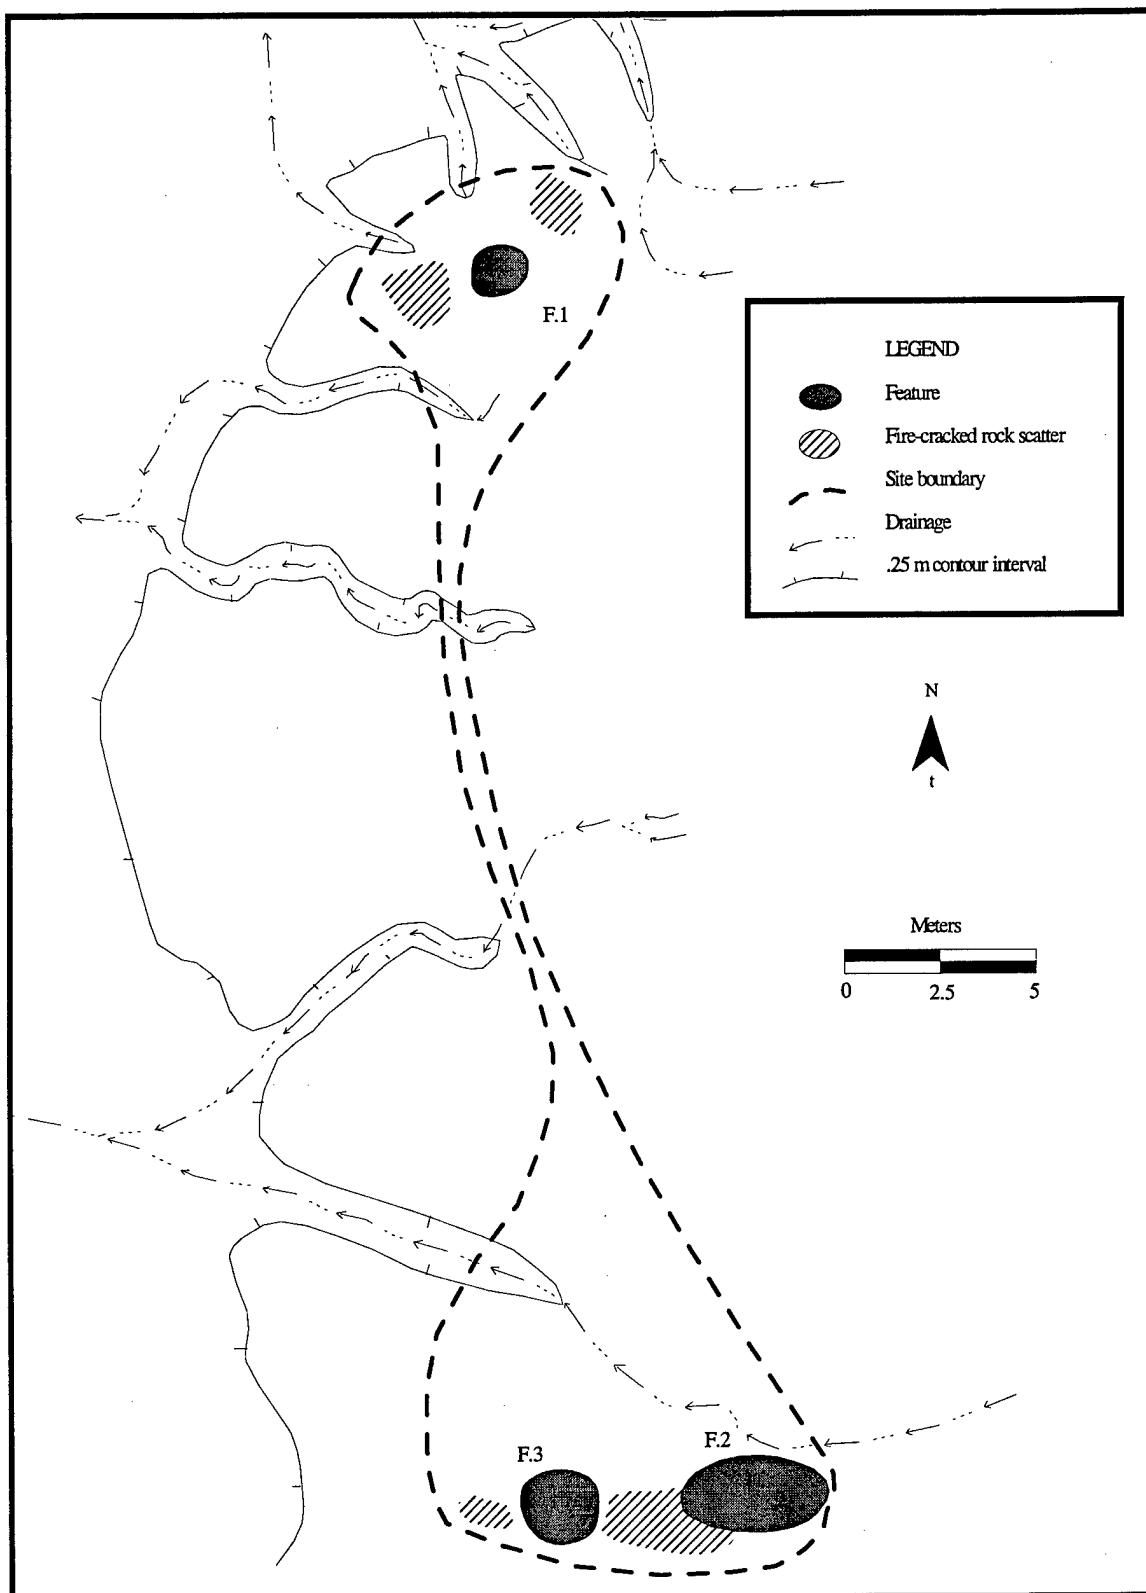 F.1
LEGEND
Feature
Fire-cracked rock scatter
Site boundary
Drainage
.25 m contour interval
N
t
Meters
0 2.5 5
F.2
F.3